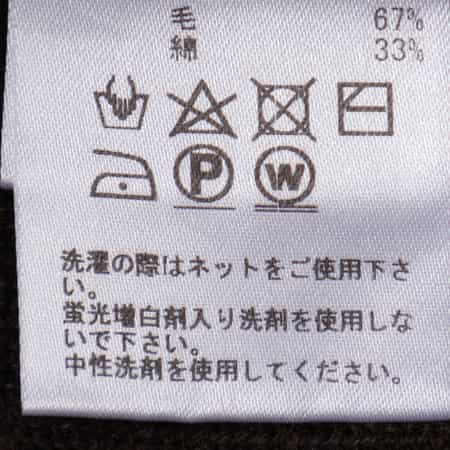 毛 67%
綿 33%
P W
洗濯の際はネットをご使用下さ
い。
蛍光増白剤入り洗剤を使用しな
いで下さい。
中性洗剤を使用してください。